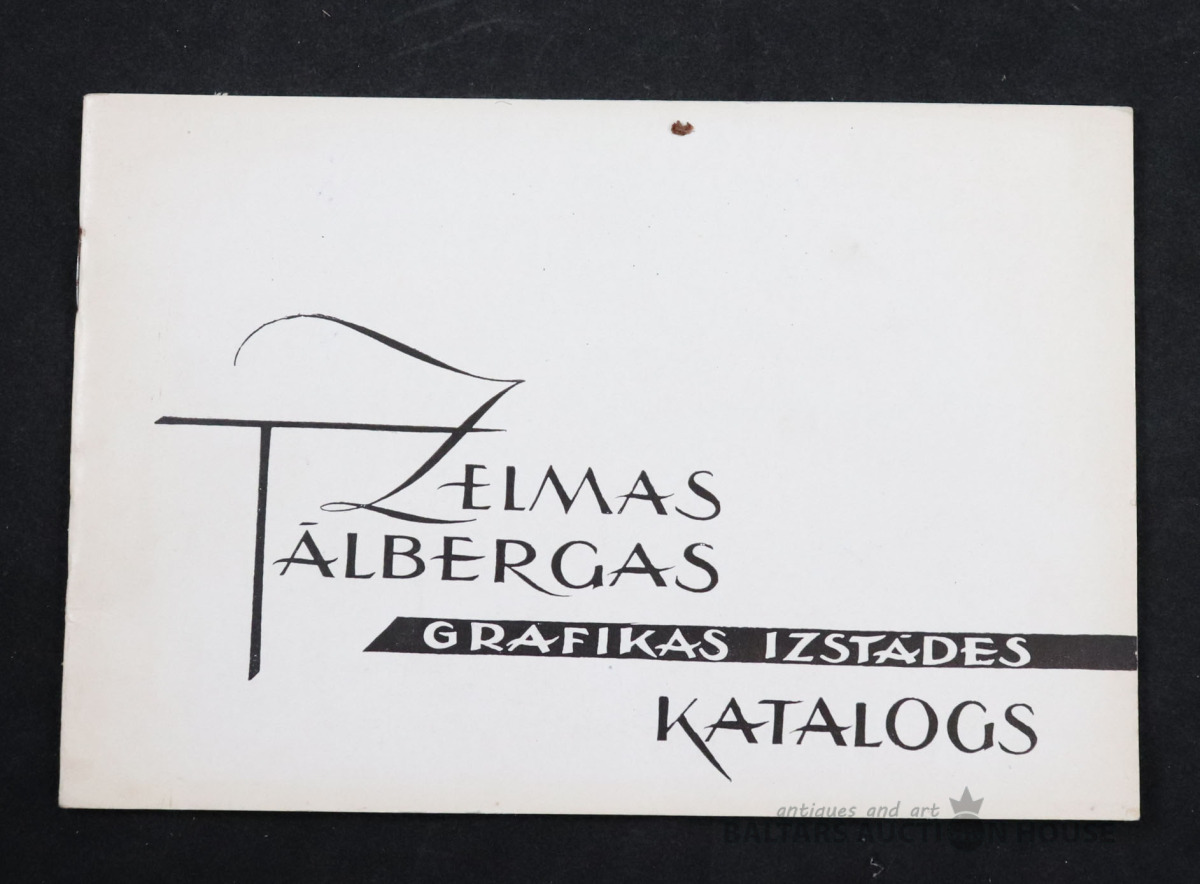 ZELMAS
TĀLBERGAS
GRAFIKAS IZSTĀDES
KATALOGS
antiques and art
BALTARS AUCTION HOUSE